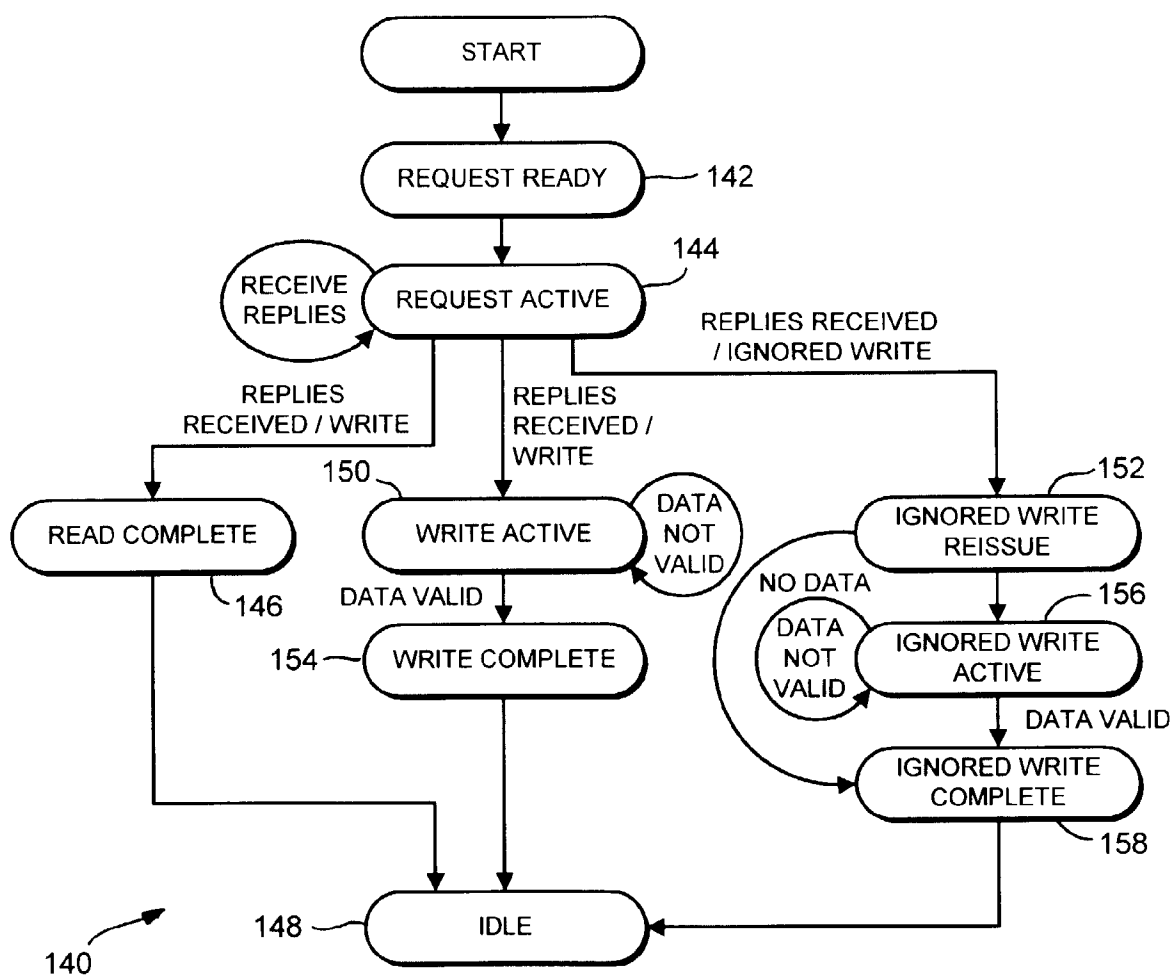 START
REQUEST READY
142
144
RECEIVE
REPLIES
REQUEST ACTIVE
REPLIES RECEIVED
/ IGNORED WRITE
REPLIES
RECEIVED / WRITE
REPLIES
RECEIVED /
WRITE
150
152
READ COMPLETE
146
WRITE ACTIVE
DATA
NOT
VALID
IGNORED WRITE
REISSUE
DATA VALID
NO DATA
156
154
WRITE COMPLETE
DATA
NOT
VALID
IGNORED WRITE
ACTIVE
DATA VALID
IGNORED WRITE
COMPLETE
158
148
IDLE
140